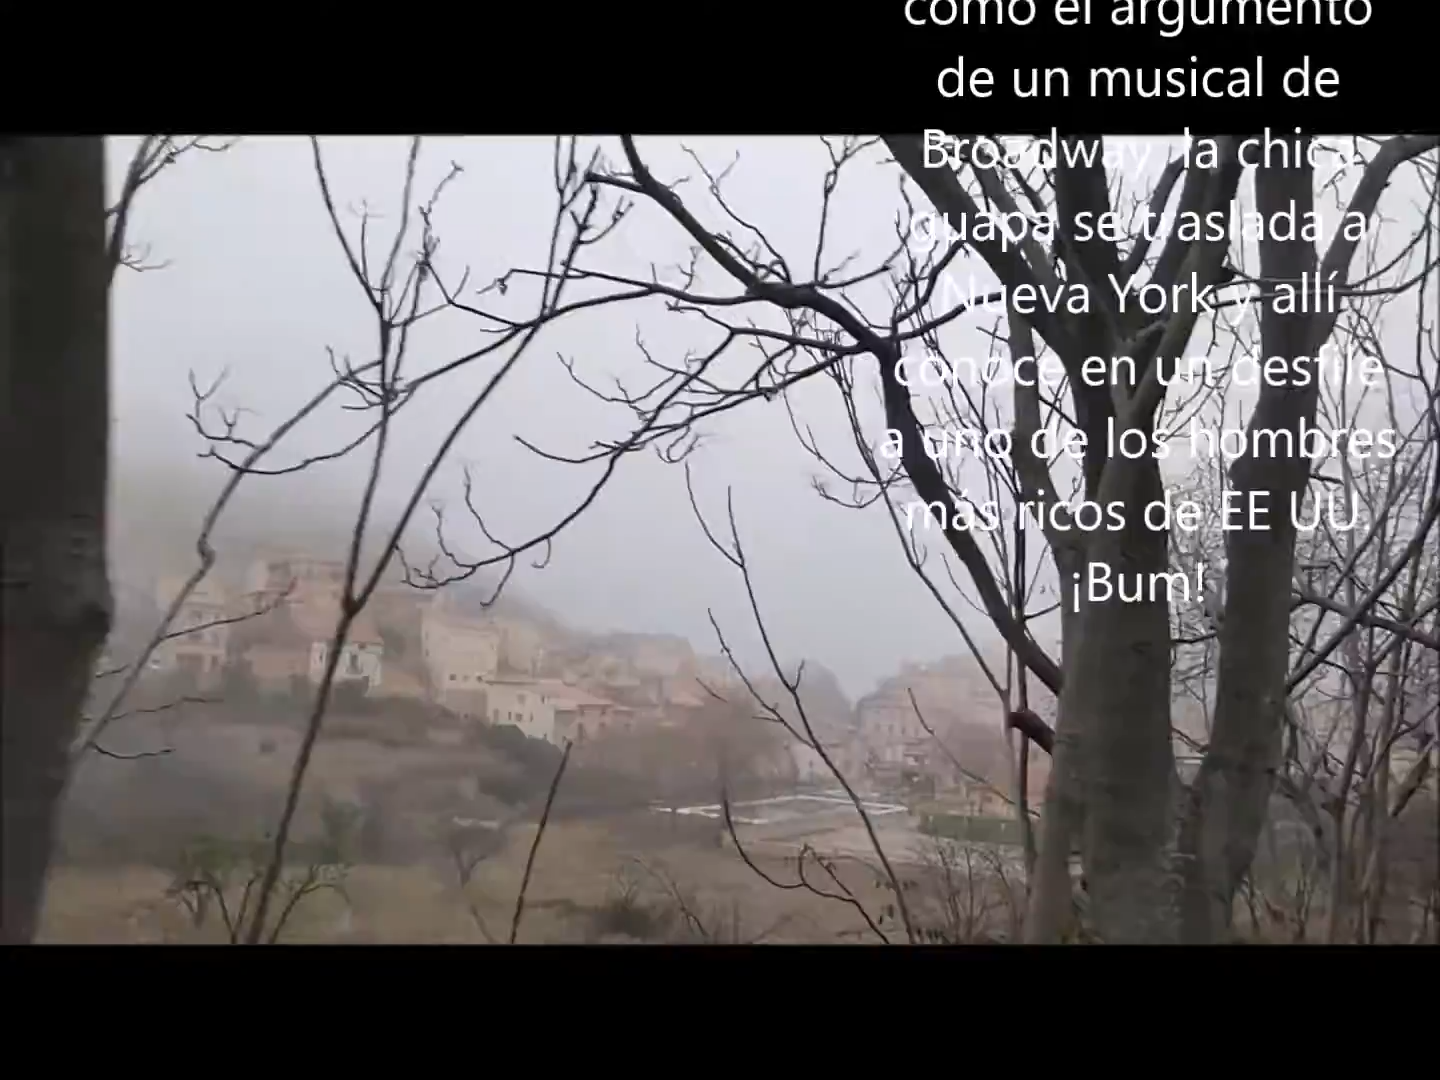 como el argumento
de un musical de
Broadway, la chica
guapa se traslada a
Nueva York y allí
conoce en un desfile
a uno de los hombres
más ricos de EE UU.
¡Bum!